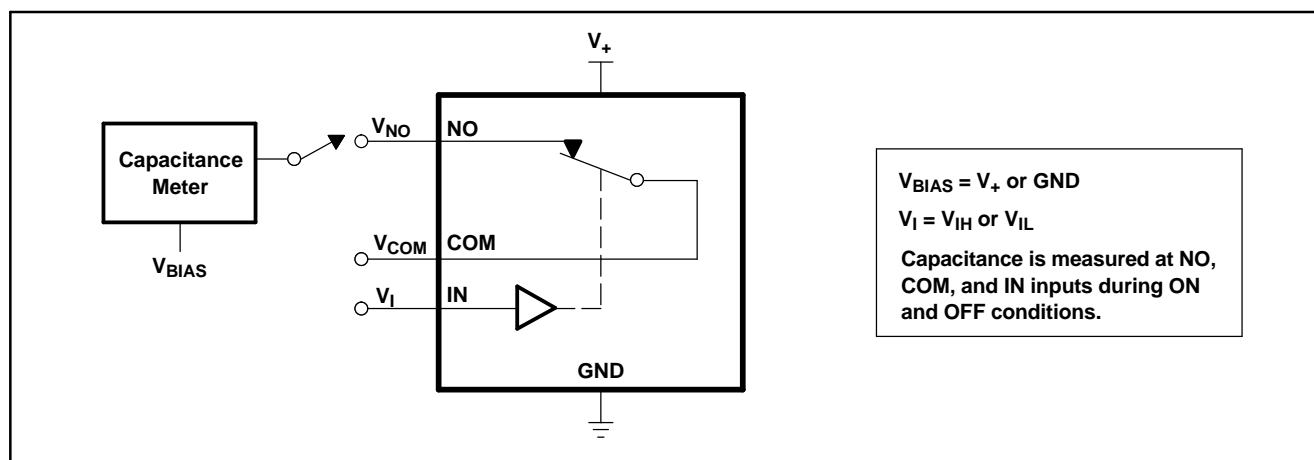 V+
Capacitance
Meter
VBIAS
VNO
NO
VCOM
COM
VI
IN
GND
VBIAS = V+ or GND
VI = VIH or VIL
Capacitance is measured at NO,
COM, and IN inputs during ON
and OFF conditions.